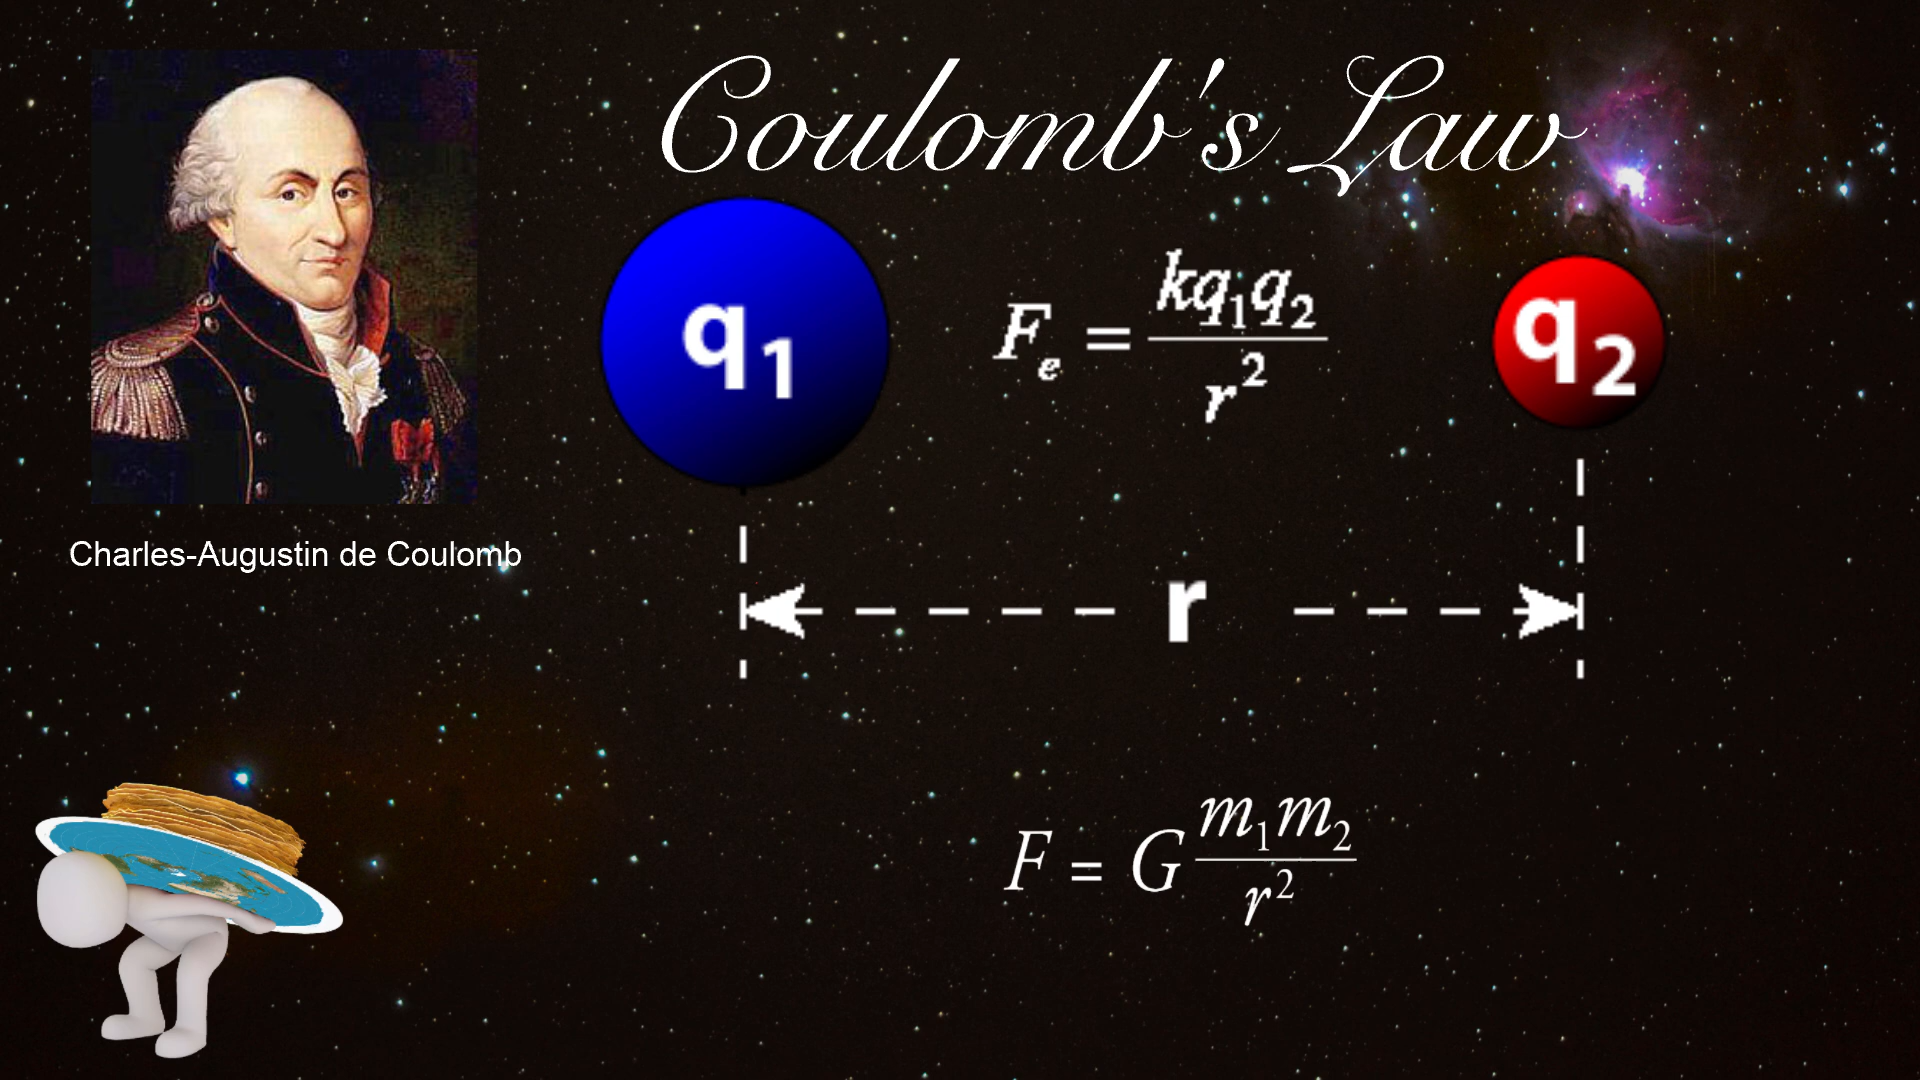 Coulomb's Law
q₁
Fₑ = kq₁q₂ / r²
q₂
Charles-Augustin de Coulomb
r
F = G m₁m₂ / r²